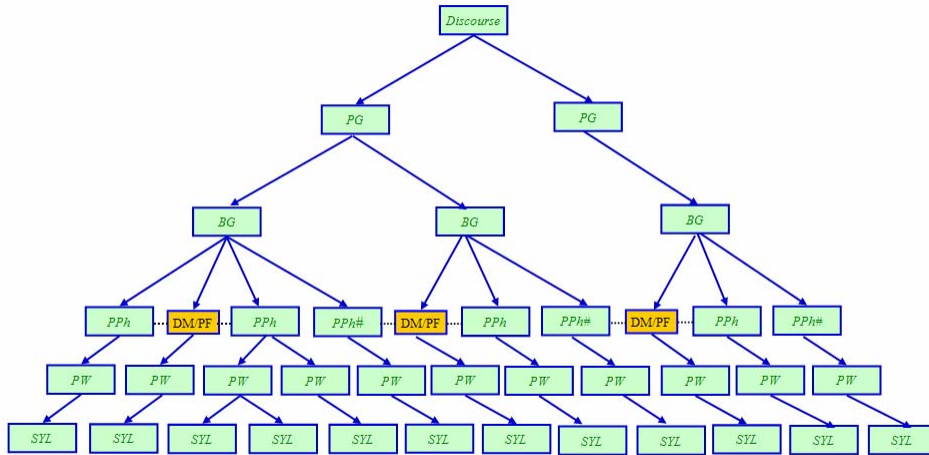 Discourse
PG PG
BG BG BG
PPh DM/PF PPh PPh# DM/PF PPh PPh# DM/PF PPh PPh#
PW PW PW PW PW PW PW PW PW PW PW
SYL SYL SYL SYL SYL SYL SYL SYL SYL SYL SYL SYL